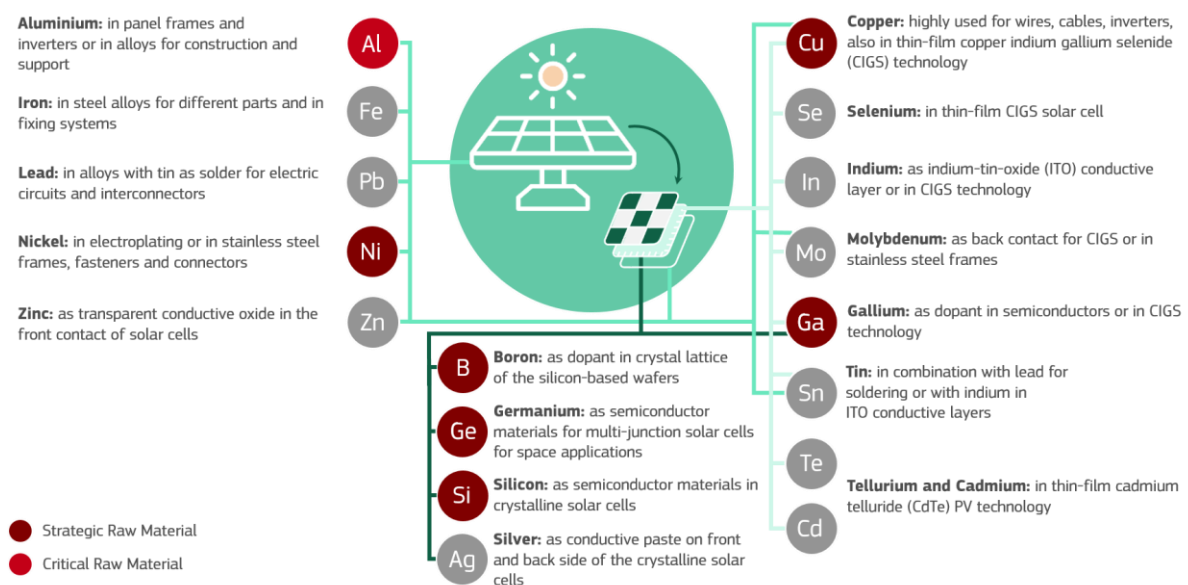 Aluminium: in panel frames and
inverters or in alloys for construction and
support
Al
Iron: in steel alloys for different parts and in
fixing systems
Fe
Lead: in alloys with tin as solder for electric
circuits and interconnectors
Pb
Nickel: in electroplating or in stainless steel
frames, fasteners and connectors
Ni
Zinc: as transparent conductive oxide in the
front contact of solar cells
Zn
B
Boron: as dopant in crystal lattice
of the silicon-based wafers
Ge
Germanium: as semiconductor
materials for multi-junction solar cells
for space applications
Si
Silicon: as semiconductor materials in
crystalline solar cells
Ag
Silver: as conductive paste on front
and back side of the crystalline solar
cells
Cu
Copper: highly used for wires, cables, inverters,
also in thin-film copper indium gallium selenide
(CIGS) technology
Se
Selenium: in thin-film CIGS solar cell
In
Indium: as indium-tin-oxide (ITO) conductive
layer or in CIGS technology
Mo
Molybdenum: as back contact for CIGS or in
stainless steel frames
Ga
Gallium: as dopant in semiconductors or in CIGS
technology
Sn
Tin: in combination with lead for
soldering or with indium in
ITO conductive layers
Te
Cd
Tellurium and Cadmium: in thin-film cadmium
telluride (CdTe) PV technology
Strategic Raw Material
Critical Raw Material